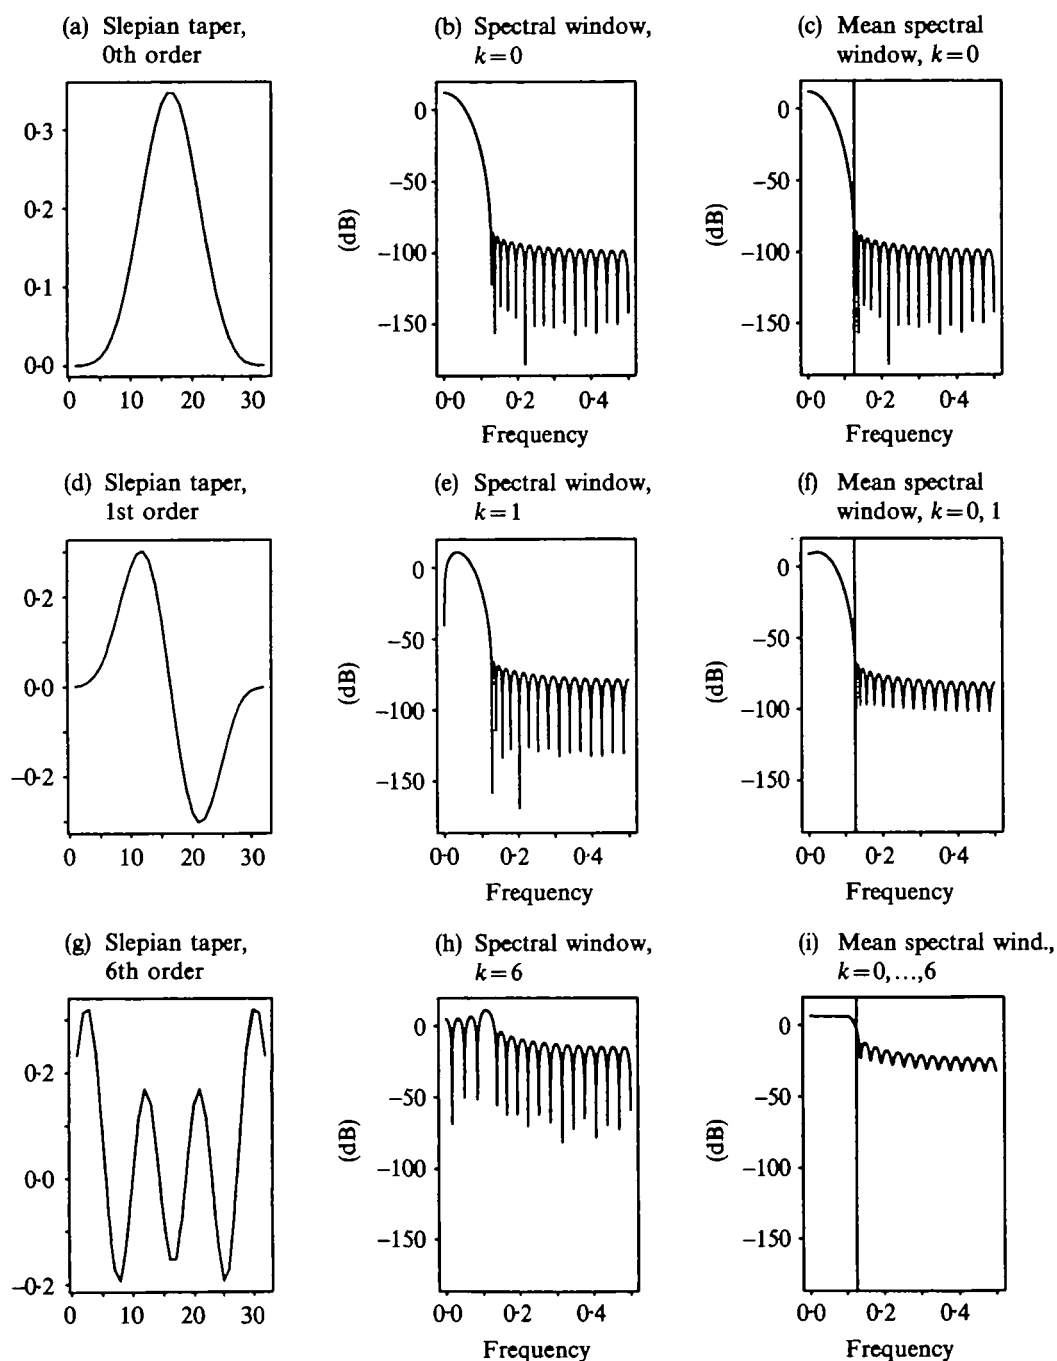 (a) Slepian taper,
0th order
(b) Spectral window,
k=0
(c) Mean spectral
window, k=0
0·3
0·2
0·1
0·0
0 10 20 30
0
−50
−100
−150
(dB)
0·0 0·2 0·4
Frequency
0
−50
−100
−150
(dB)
0·0 0·2 0·4
Frequency
(d) Slepian taper,
1st order
(e) Spectral window,
k=1
(f) Mean spectral
window, k=0, 1
0·2
0·0
−0·2
0 10 20 30
0
−50
−100
−150
(dB)
0·0 0·2 0·4
Frequency
0
−50
−100
−150
(dB)
0·0 0·2 0·4
Frequency
(g) Slepian taper,
6th order
(h) Spectral window,
k=6
(i) Mean spectral wind.,
k=0,...,6
0·2
0·0
−0·2
0 10 20 30
0
−50
−100
−150
(dB)
0·0 0·2 0·4
Frequency
0
−50
−100
−150
(dB)
0·0 0·2 0·4
Frequency